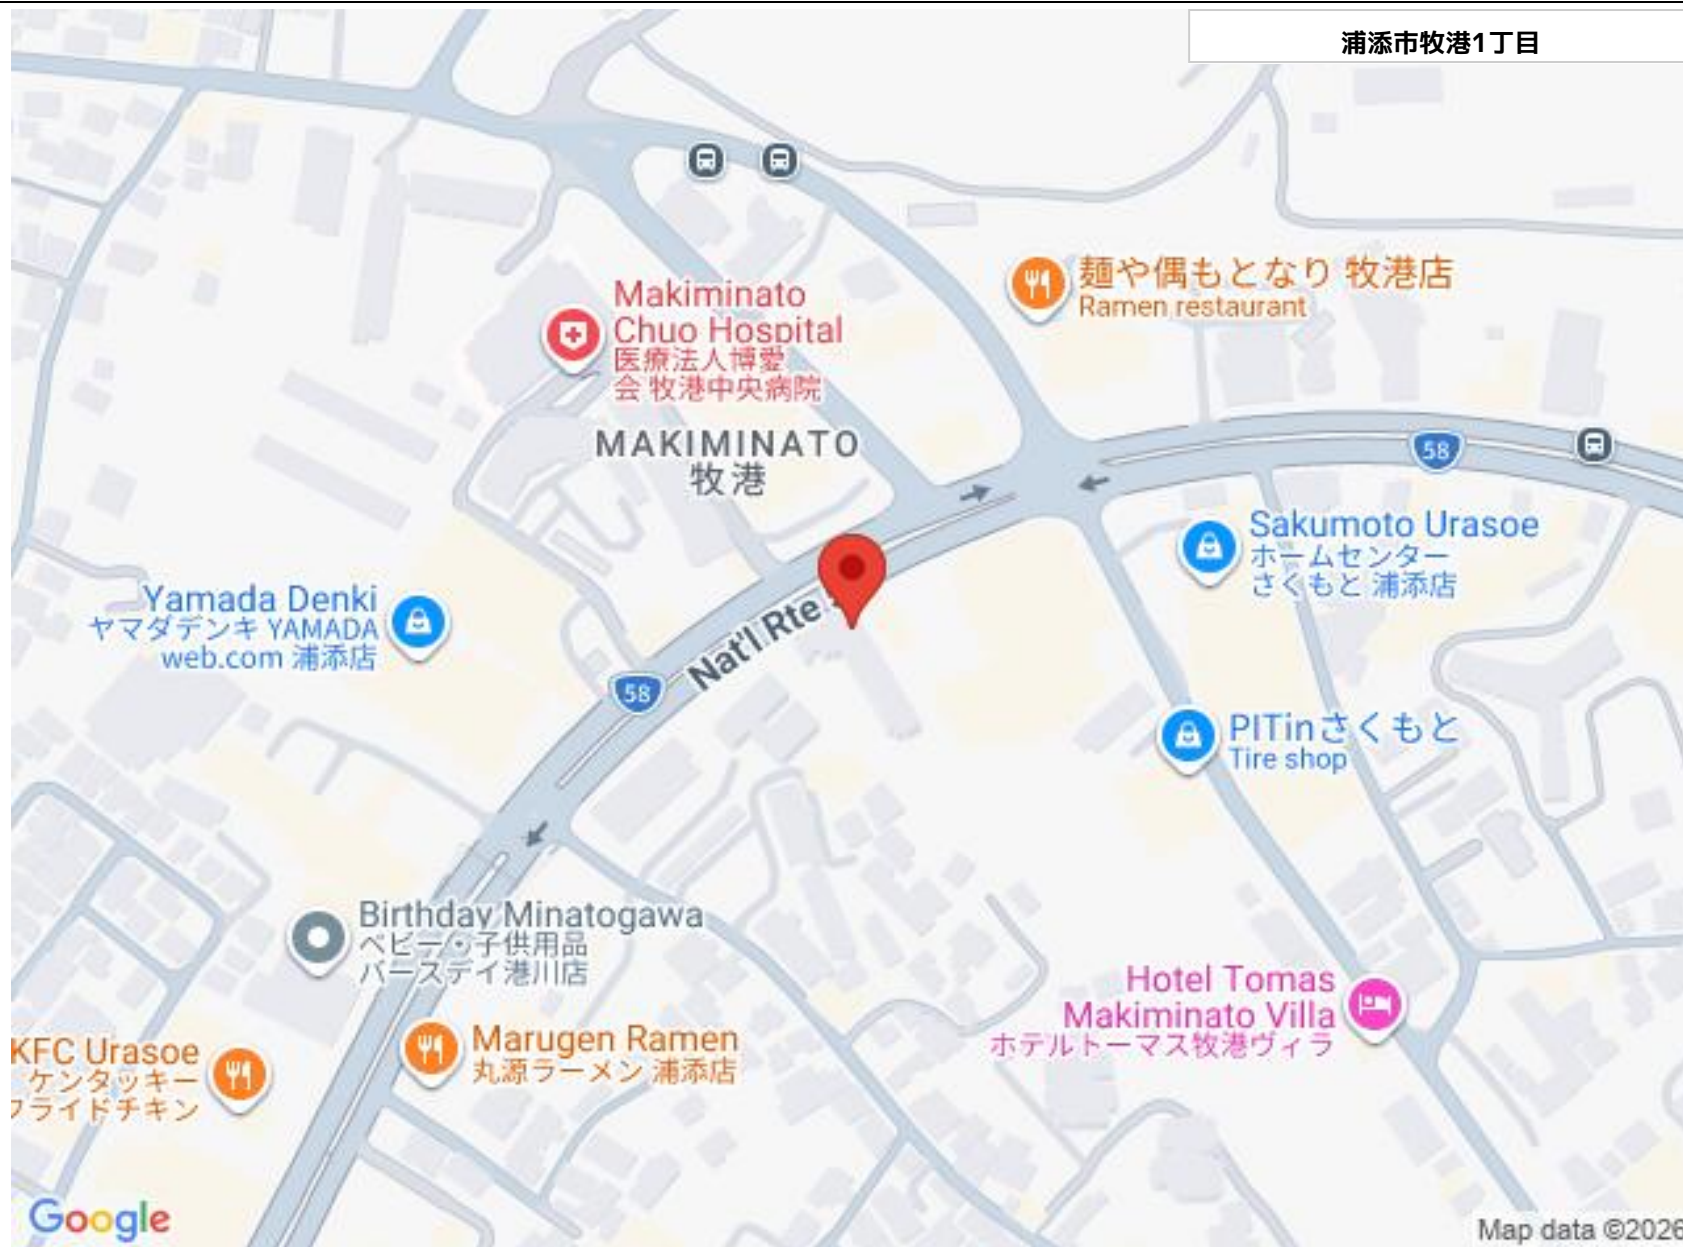 浦添市牧港1丁目
麺や偶もとなり 牧港店
Ramen restaurant
Makiminato
Chuo Hospital
医療法人博愛
会 牧港中央病院
MAKIMINATO
牧港
58
Sakumoto Urasoe
ホームセンター
さくもと 浦添店
Yamada Denki
ヤマダデンキ YAMADA
web.com 浦添店
Nat'l Rte
58
PITinさくもと
Tire shop
Birthday Minatogawa
ベビー・子供用品
バースデイ港川店
Hotel Tomas
Makiminato Villa
ホテルトーマス牧港ヴィラ
Marugen Ramen
丸源ラーメン 浦添店
KFC Urasoe
ケンタッキー
フライドチキン
Google
Map data ©2026